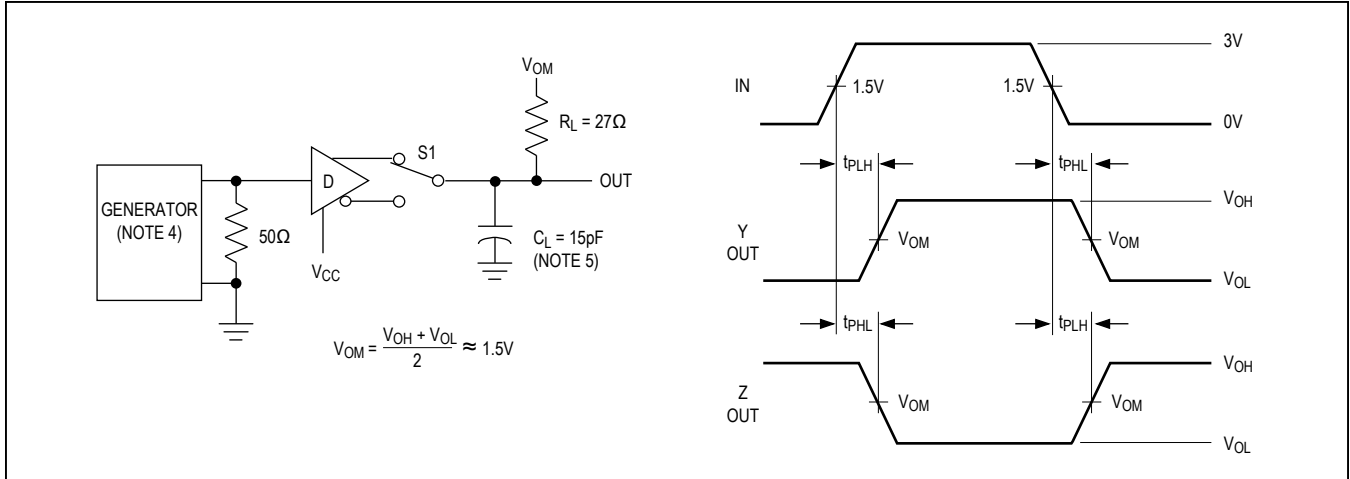 GENERATOR
(NOTE 4)
50Ω
D
VCC
S1
VOM
RL = 27Ω
OUT
CL = 15pF
(NOTE 5)
VOM = VOH + VOL / 2 ≈ 1.5V
IN
1.5V
1.5V
3V
0V
tPLH
tPHL
Y
OUT
VOM
VOM
VOH
VOL
tPHL
tPLH
Z
OUT
VOM
VOM
VOH
VOL